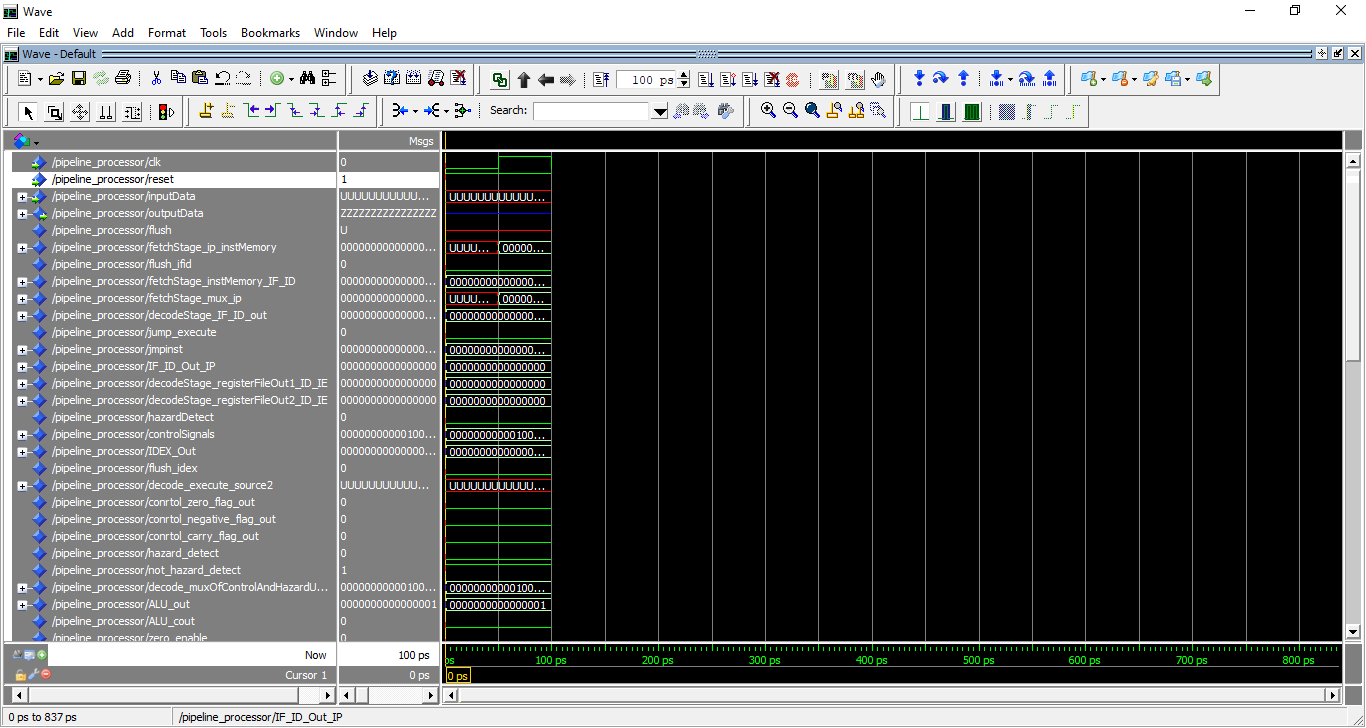 Wave
File Edit View Add Format Tools Bookmarks Window Help
Wave - Default
100 ps
Search:
Msgs
/pipeline_processor/clk 0
/pipeline_processor/reset 1
/pipeline_processor/inputData UUUUUUUUUUU... UUUUUUUUUUUU...
/pipeline_processor/outputData ZZZZZZZZZZZZZZZZ
/pipeline_processor/flush U
/pipeline_processor/fetchStage_ip_instMemory 00000000000000... UUUU... 00000...
/pipeline_processor/flush_ifid 0
/pipeline_processor/fetchStage_instMemory_IF_ID 00000000000000... 00000000000000...
/pipeline_processor/fetchStage_mux_ip 00000000000000... UUUU... 00000...
/pipeline_processor/decodeStage_IF_ID_out 00000000000000... 00000000000000...
/pipeline_processor/jump_execute 0
/pipeline_processor/jmpinst 00000000000000... 00000000000000...
/pipeline_processor/IF_ID_Out_IP 0000000000000000 0000000000000000
/pipeline_processor/decodeStage_registerFileOut1_ID_IE 0000000000000000 0000000000000000
/pipeline_processor/decodeStage_registerFileOut2_ID_IE 0000000000000000 0000000000000000
/pipeline_processor/hazardDetect 0
/pipeline_processor/controlSignals 00000000000100... 00000000000100...
/pipeline_processor/IDEX_Out 00000000000000... 00000000000000...
/pipeline_processor/flush_idex 0
/pipeline_processor/decode_execute_source2 UUUUUUUUUUU... UUUUUUUUUUUU...
/pipeline_processor/conrtol_zero_flag_out 0
/pipeline_processor/conrtol_negative_flag_out 0
/pipeline_processor/conrtol_carry_flag_out 0
/pipeline_processor/hazard_detect 0
/pipeline_processor/not_hazard_detect 1
/pipeline_processor/decode_muxOfControlAndHazardU... 00000000000100... 00000000000100...
/pipeline_processor/ALU_out 0000000000000001 0000000000000001
/pipeline_processor/ALU_cout 0
/pipeline_processor/zero_enable 0
Now 100 ps
ps 100 ps 200 ps 300 ps 400 ps 500 ps 600 ps 700 ps 800 ps
Cursor 1 0 ps 0 ps
0 ps to 837 ps /pipeline_processor/IF_ID_Out_IP